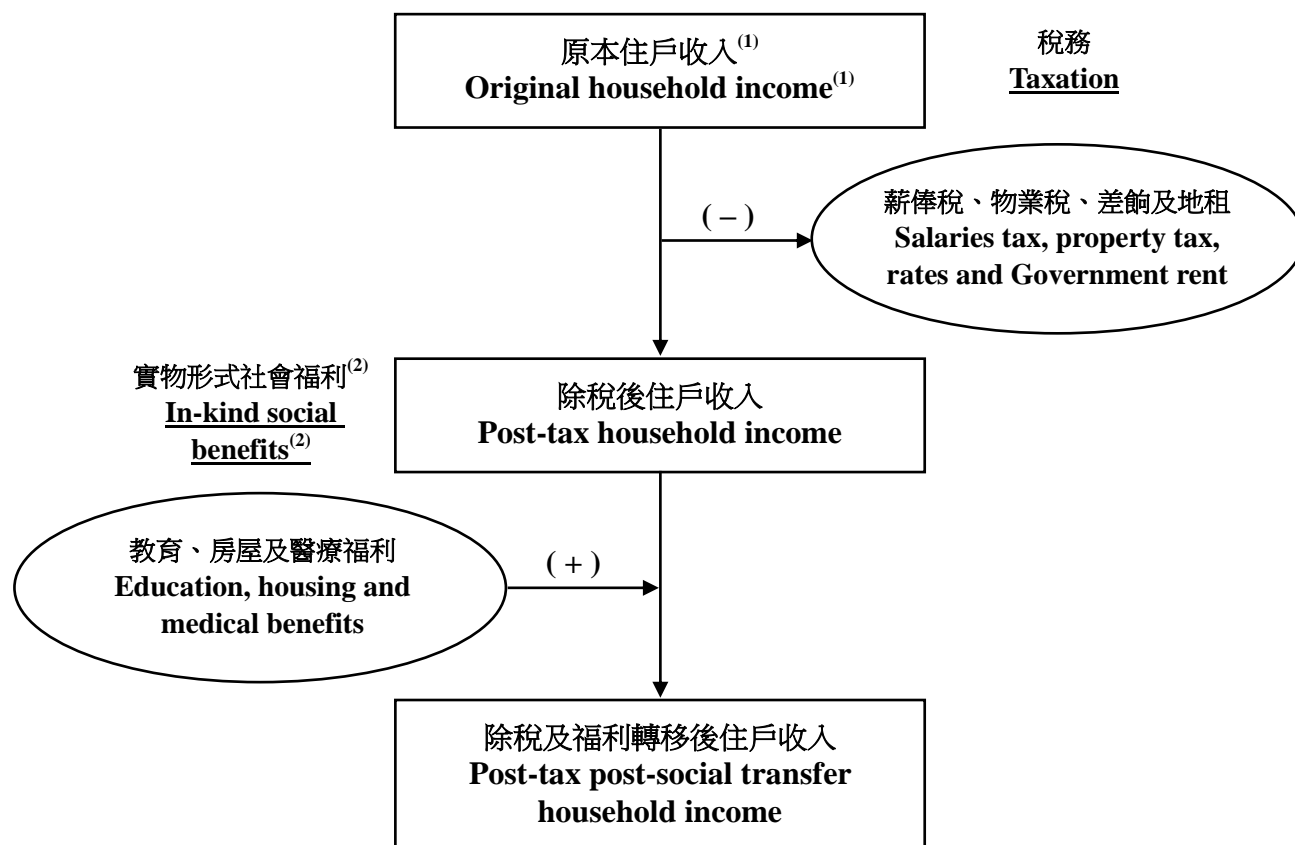 原本住戶收入(1)
Original household income(1)
稅務
Taxation
( – )
薪俸稅、物業稅、差餉及地租
Salaries tax, property tax,
rates and Government rent
實物形式社會福利(2)
In-kind social
benefits(2)
除稅後住戶收入
Post-tax household income
教育、房屋及醫療福利
Education, housing and
medical benefits
( + )
除稅及福利轉移後住戶收入
Post-tax post-social transfer
household income